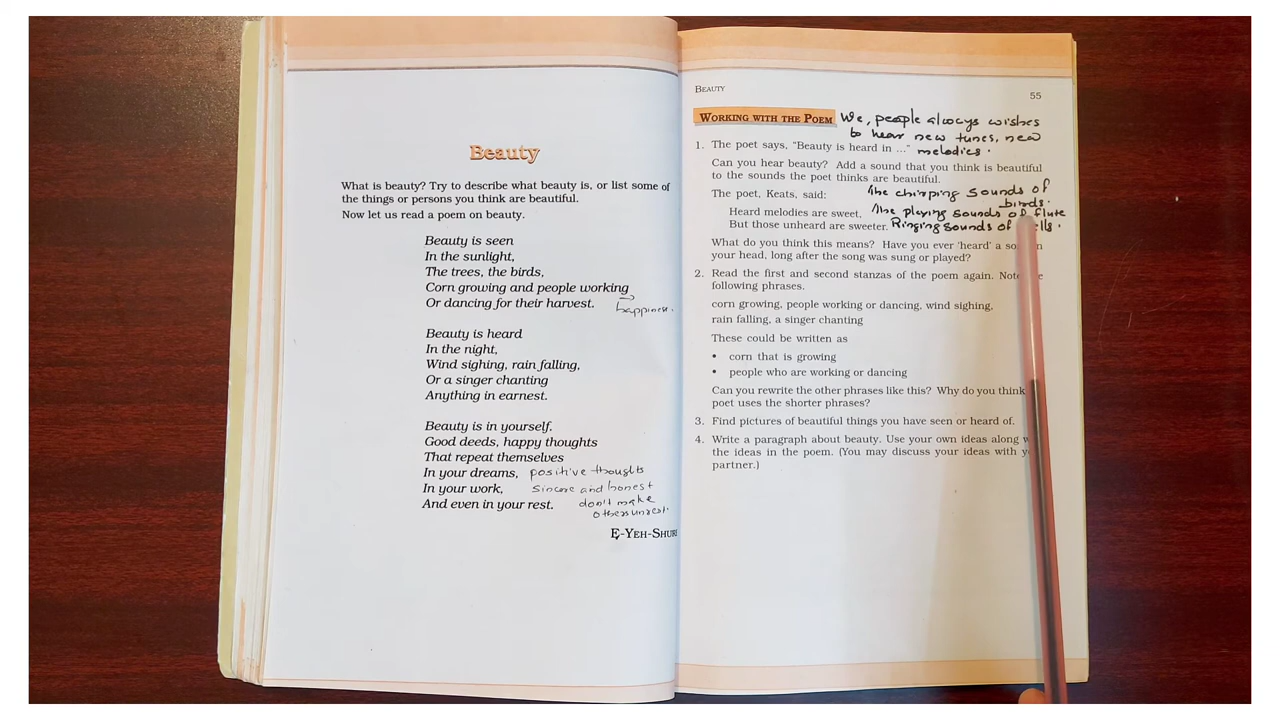 Beauty
What is beauty? Try to describe what beauty is, or list some of
the things or persons you think are beautiful.
Now let us read a poem on beauty.
Beauty is seen
In the sunlight,
The trees, the birds,
Corn growing and people working
Or dancing for their harvest.
happiness.
Beauty is heard
In the night,
Wind sighing, rain falling,
Or a singer chanting
Anything in earnest.
Beauty is in yourself.
Good deeds, happy thoughts
That repeat themselves
In your dreams, positive thoughts
In your work, sincere and honest
And even in your rest. don't make
others unrest.
E-YEH-SHURE
BEAUTY
55
WORKING WITH THE POEM We, people always wishes
to hear new tunes, new
1. The poet says, "Beauty is heard in ..." melodies.
Can you hear beauty? Add a sound that you think is beautiful
to the sounds the poet thinks are beautiful.
The poet, Keats, said: The chirping sounds of
birds.
Heard melodies are sweet, The playing sounds of flute
But those unheard are sweeter. Ringing sounds of
What do you think this means? Have you ever 'heard' a
your head, long after the song was sung or played?
2. Read the first and second stanzas of the poem again. Note
following phrases.
corn growing, people working or dancing, wind sighing,
rain falling, a singer chanting
These could be written as
• corn that is growing
• people who are working or dancing
Can you rewrite the other phrases like this? Why do you think
poet uses the shorter phrases?
3. Find pictures of beautiful things you have seen or heard of.
4. Write a paragraph about beauty. Use your own ideas along
the ideas in the poem. (You may discuss your ideas with
partner.)